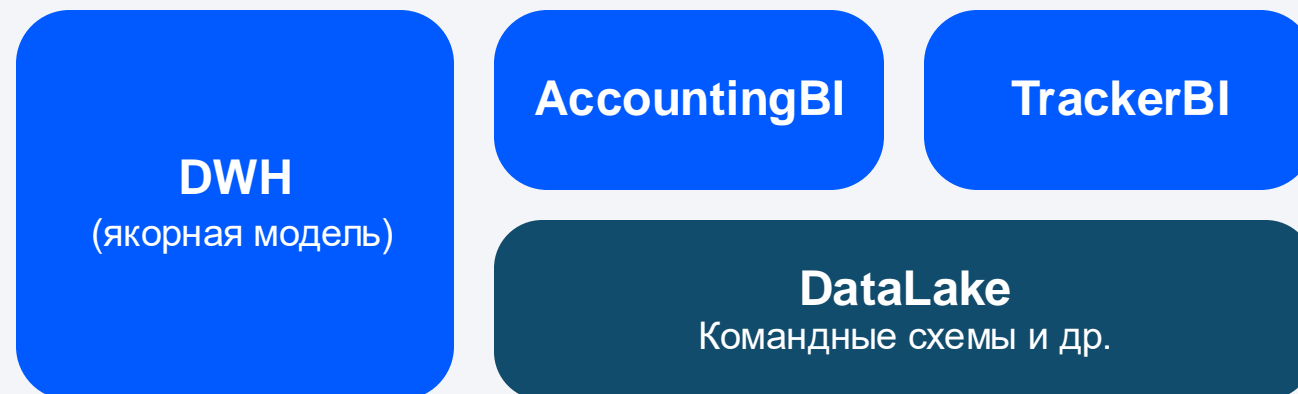 DWH
(якорная модель)
AccountingBI
TrackerBI
DataLake
Командные схемы и др.